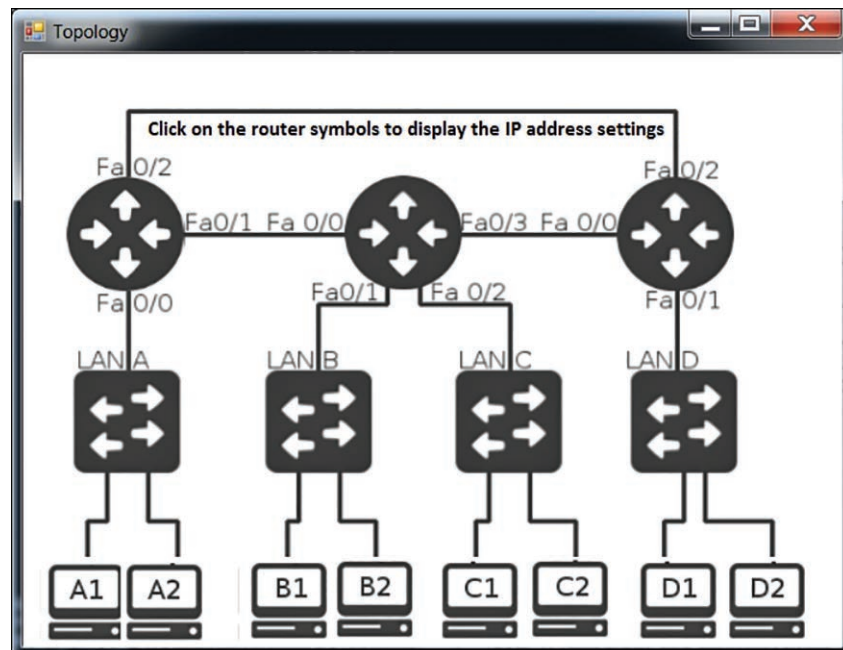 Topology
Click on the router symbols to display the IP address settings
Fa 0/2
Fa 0/2
Fa0/1 Fa 0/0
Fa0/3 Fa 0/0
Fa 0/0
Fa0/1
Fa 0/2
Fa 0/1
LAN A
LAN B
LAN C
LAN D
A1
A2
B1
B2
C1
C2
D1
D2